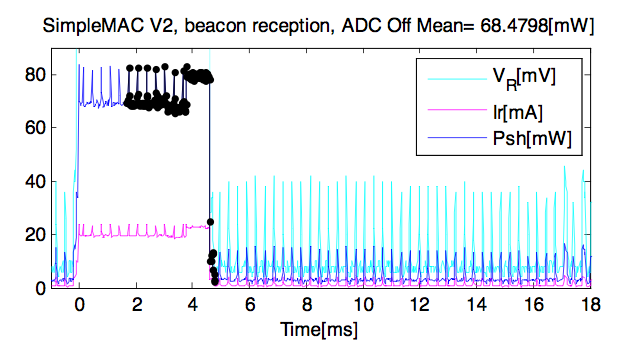 SimpleMAC V2, beacon reception, ADC Off Mean= 68.4798[mW]
80
60
40
20
0
V_R[mV]
Ir[mA]
Psh[mW]
0 2 4 6 8 10 12 14 16 18
Time[ms]